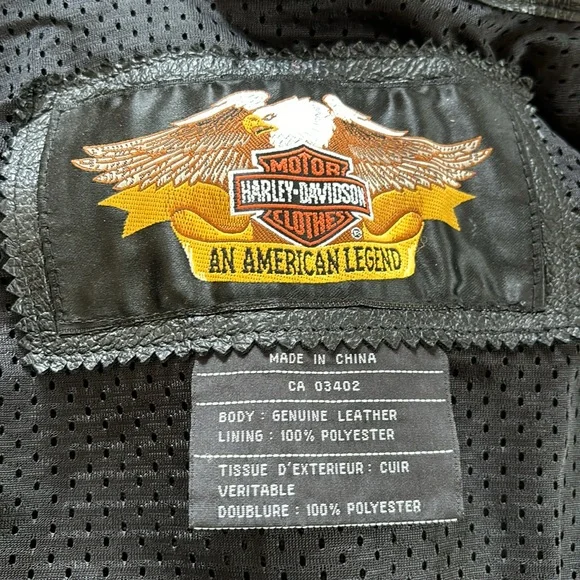 MOTOR
HARLEY-DAVIDSON
CLOTHES
®
AN AMERICAN LEGEND
MADE IN CHINA
CA 03402
BODY : GENUINE LEATHER
LINING : 100% POLYESTER
TISSUE D'EXTERIEUR : CUIR
VERITABLE
DOUBLURE : 100% POLYESTER